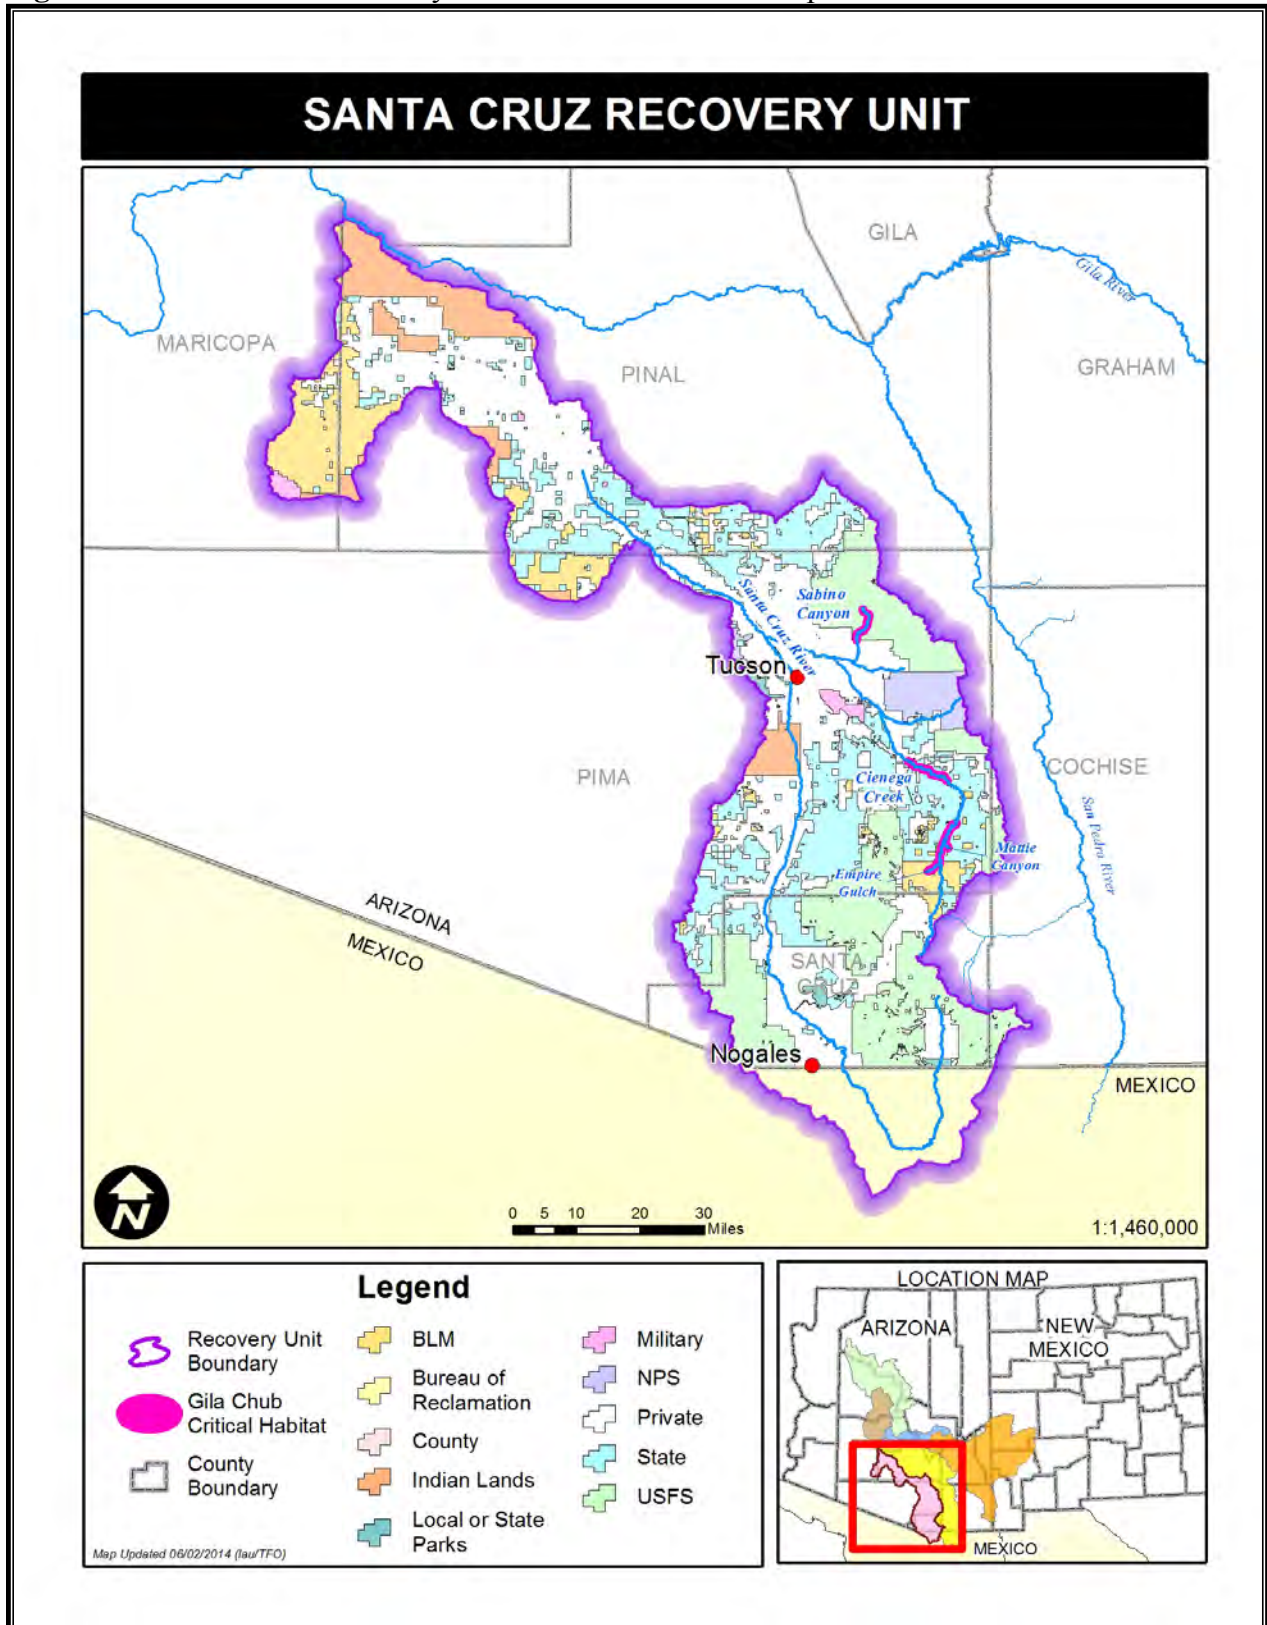 SANTA CRUZ RECOVERY UNIT
GILA
Gila River
MARICOPA
PINAL
GRAHAM
Santa Cruz River
Sabino
Canyon
Tucson
PIMA
COCHISE
Cienega
Creek
San Pedro River
Mattie
Canyon
Empire
Gulch
ARIZONA
MEXICO
SANTA
CRUZ
Nogales
MEXICO
N
0 5 10 20 30
Miles
1:1,460,000
Legend
Recovery Unit
Boundary
Gila Chub
Critical Habitat
County
Boundary
BLM
Bureau of
Reclamation
County
Indian Lands
Local or State
Parks
Military
NPS
Private
State
USFS
Map Updated 06/02/2014 (lau/TFO)
LOCATION MAP
ARIZONA
NEW
MEXICO
MEXICO